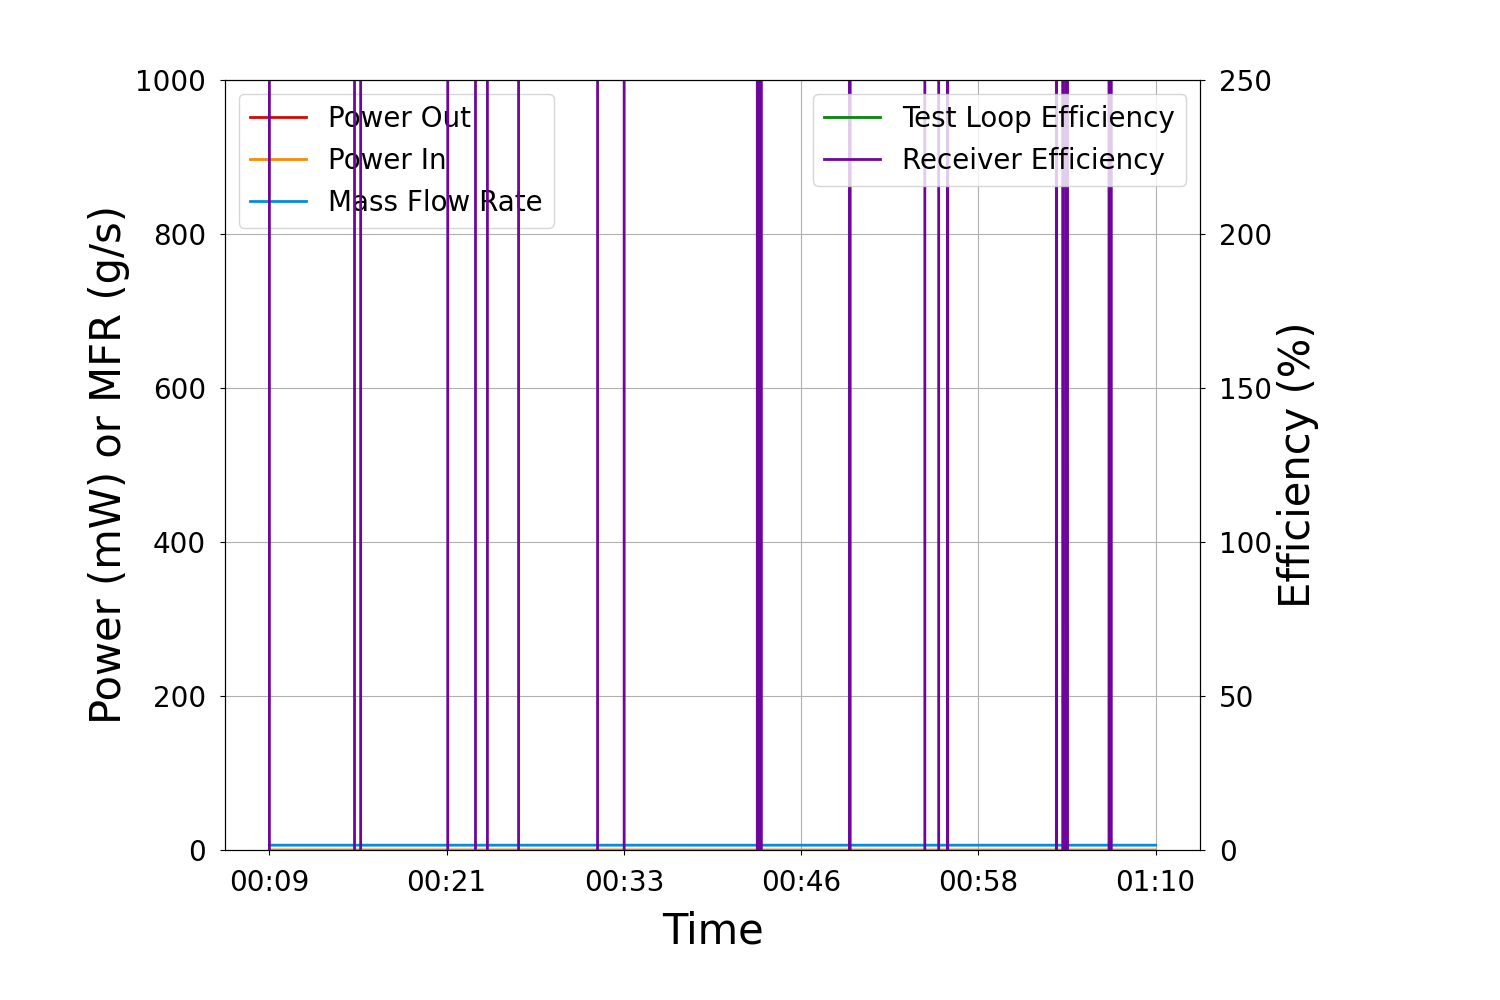 1000
800
600
400
200
0
Power (mW) or MFR (g/s)
Power Out
Power In
Mass Flow Rate
Test Loop Efficiency
Receiver Efficiency
250
200
150
100
50
0
Efficiency (%)
00:09 00:21 00:33 00:46 00:58 01:10
Time